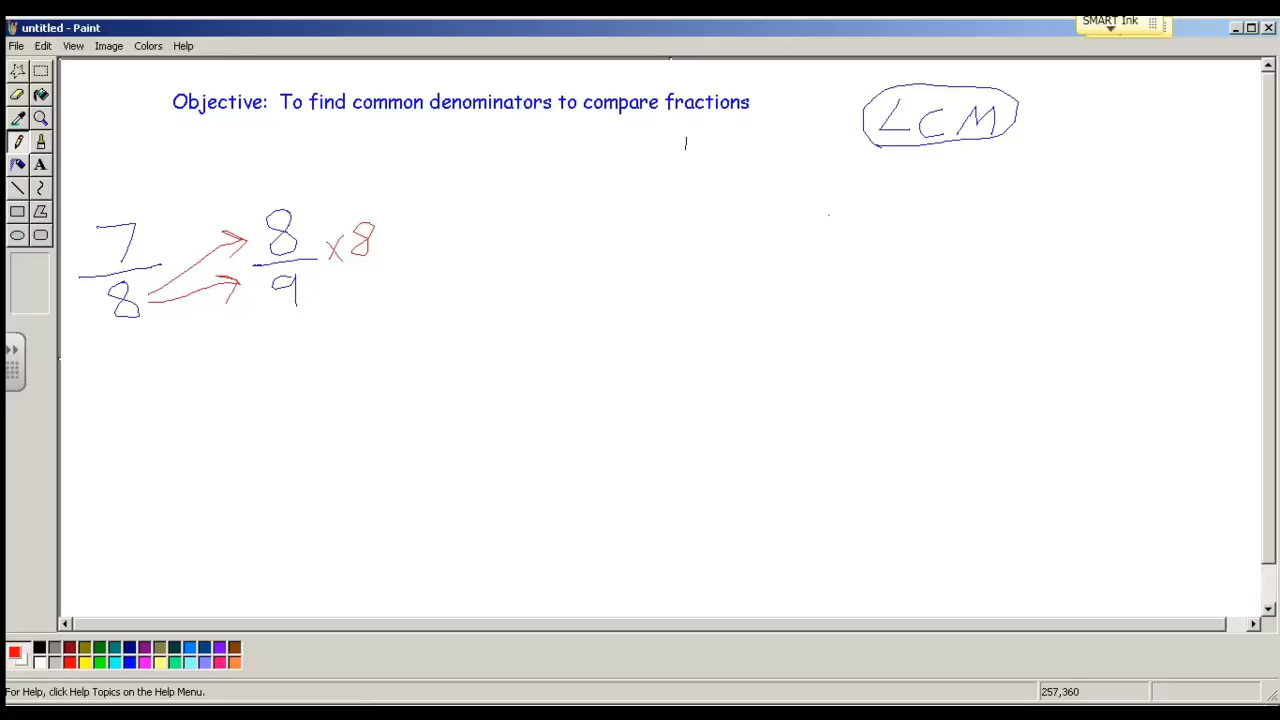 SMART Ink
untitled - Paint
File Edit View Image Colors Help
Objective: To find common denominators to compare fractions
LCM
7 8 x 8
8 9
A
For Help, click Help Topics on the Help Menu.
257,360